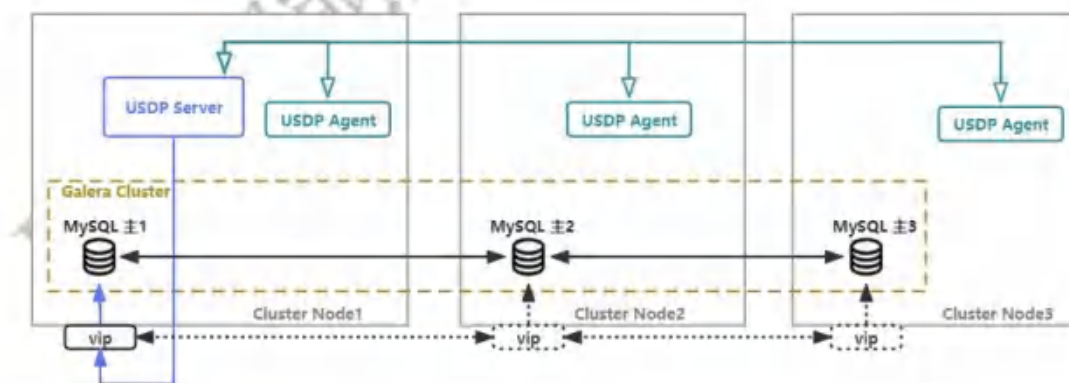 USDP Server
USDP Agent
USDP Agent
USDP Agent
Galera Cluster
MySQL 主1
MySQL 主2
MySQL 主3
Cluster Node1
Cluster Node2
Cluster Node3
vip
vip
vip